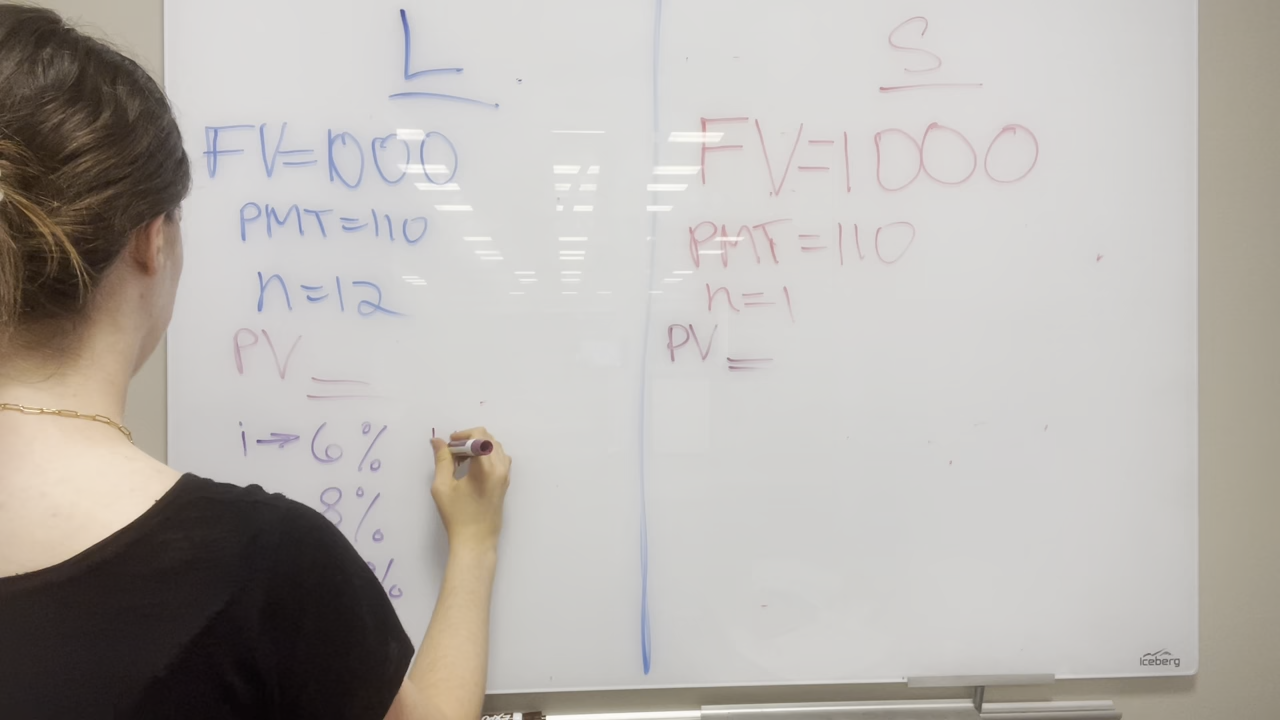 L
FV=1000
PMT=110
n=12
PV =
i→6%
8%
%
S
FV=1000
PMT=110
n=1
PV =
Iceberg